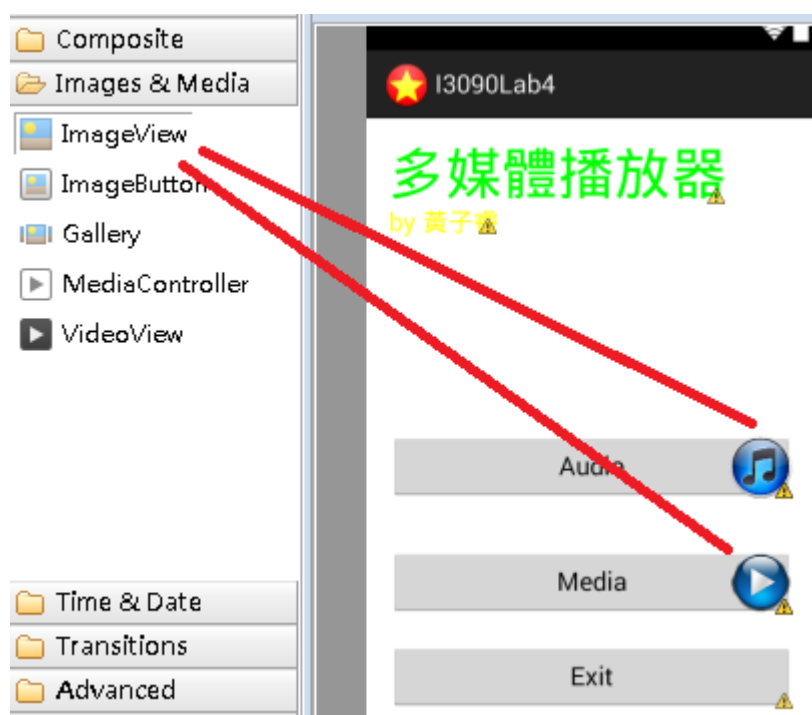 Composite
Images & Media
ImageView
ImageButton
Gallery
MediaController
VideoView
Time & Date
Transitions
Advanced
I3090Lab4
多媒體播放器
by 黃子睿
Audio
Media
Exit